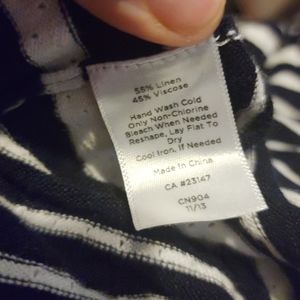 55% Linen
45% Viscose
Hand Wash Cold
Only Non-Chlorine
Bleach When Needed
Reshape, Lay Flat To
Dry
Cool Iron, If Needed
Made In China
CA #23147
CN904
11/13